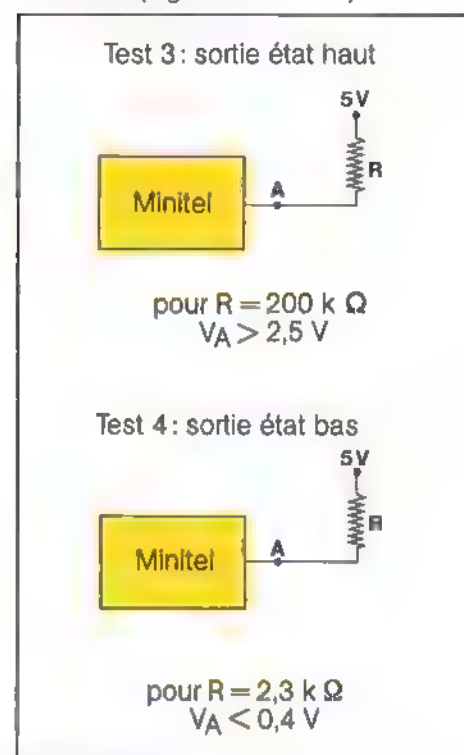 Test 3 : sortie état haut
5V
R
A
Minitel
pour R = 200 k Ω
VA > 2,5 V
Test 4 : sortie état bas
5V
R
A
Minitel
pour R = 2,3 k Ω
VA < 0,4 V